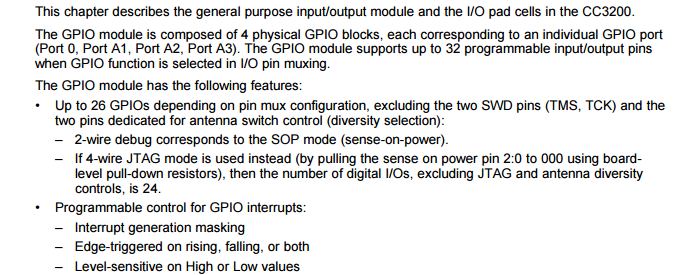 This chapter describes the general purpose input/output module and the I/O pad cells in the CC3200.
The GPIO module is composed of 4 physical GPIO blocks, each corresponding to an individual GPIO port
(Port 0, Port A1, Port A2, Port A3). The GPIO module supports up to 32 programmable input/output pins
when GPIO function is selected in I/O pin muxing.
The GPIO module has the following features:
• Up to 26 GPIOs depending on pin mux configuration, excluding the two SWD pins (TMS, TCK) and the
two pins dedicated for antenna switch control (diversity selection):
– 2-wire debug corresponds to the SOP mode (sense-on-power).
– If 4-wire JTAG mode is used instead (by pulling the sense on power pin 2:0 to 000 using board-
level pull-down resistors), then the number of digital I/Os, excluding JTAG and antenna diversity
controls, is 24.
• Programmable control for GPIO interrupts:
– Interrupt generation masking
– Edge-triggered on rising, falling, or both
– Level-sensitive on High or Low values